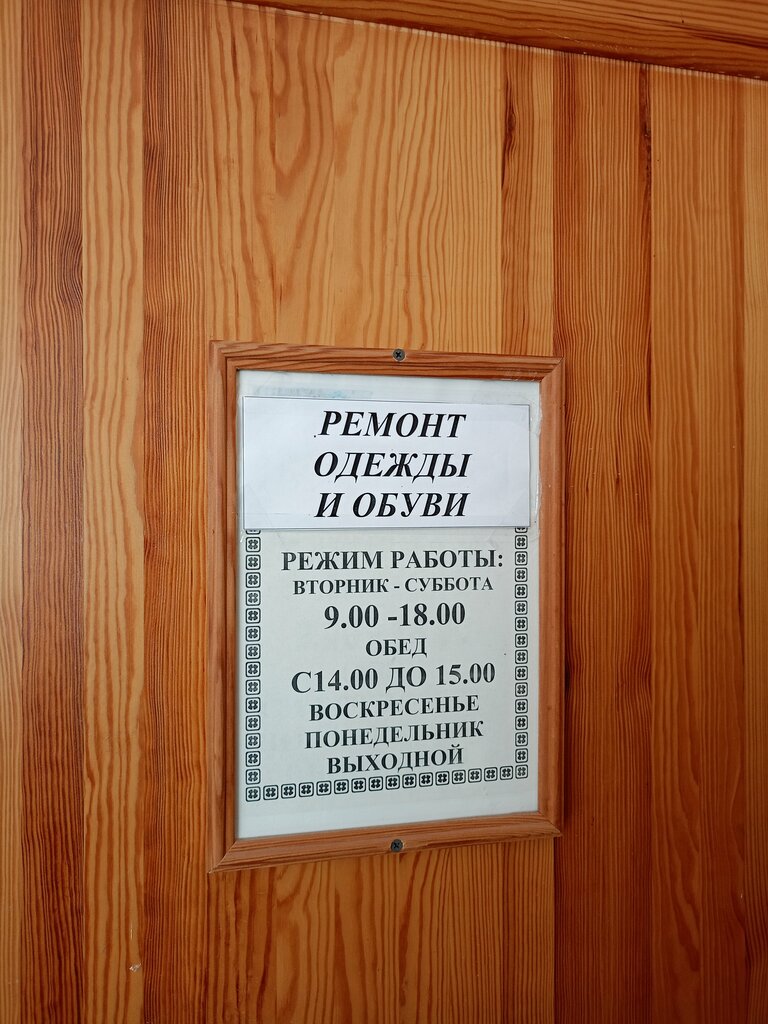 РЕМОНТ
ОДЕЖДЫ
И ОБУВИ
РЕЖИМ РАБОТЫ:
ВТОРНИК - СУББОТА
9.00 -18.00
ОБЕД
С14.00 ДО 15.00
ВОСКРЕСЕНЬЕ
ПОНЕДЕЛЬНИК
ВЫХОДНОЙ